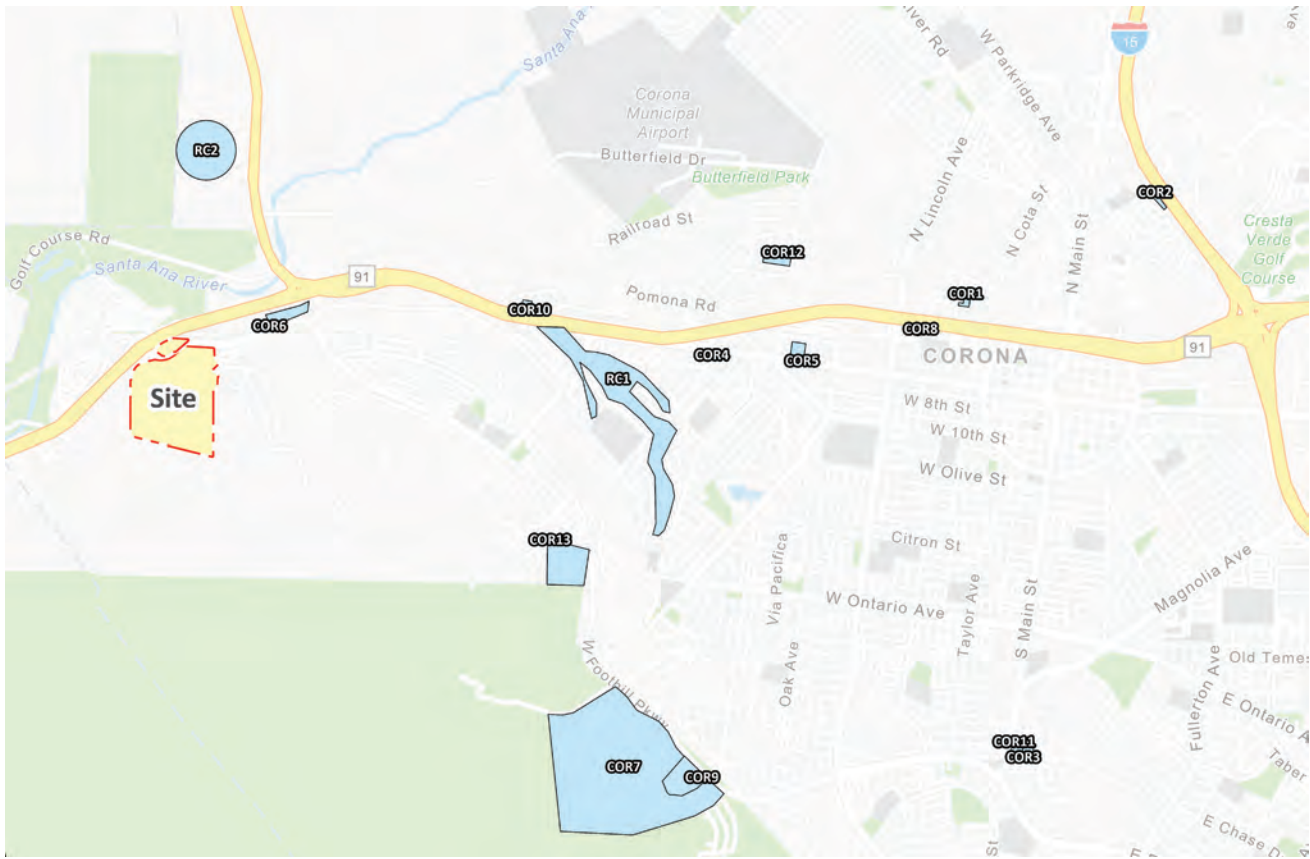 Santa Ana
River Rd
W Parkridge Ave
15
Ave
Corona
Municipal
Airport
Butterfield Dr
Butterfield Park
RC2
N Lincoln Ave
COR2
N Cota St
Railroad St
N Main St
Cresta
Verde
Golf
Course
Golf Course Rd
Santa Ana River
COR12
91
Pomona Rd
COR1
COR10
COR6
COR8
COR4
COR5
CORONA
91
RC1
Site
W 8th St
W 10th St
W Olive St
COR13
Citron St
Via Pacifica
W Ontario Ave
Taylor Ave
S Main St
Magnolia Ave
Old Temes
W Foothill Pkwy
Oak Ave
Fullerton Ave
E Ontario A
COR11
COR3
COR7
COR9
Taber
E Chase D
St